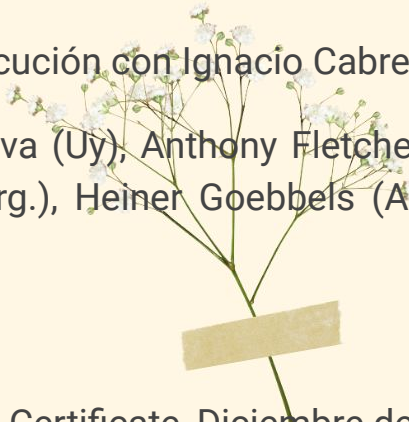 cución con Ignacio Cabre
va (Uy), Anthony Fletche
rg.), Heiner Goebbels (A
Certificate, Diciembre de